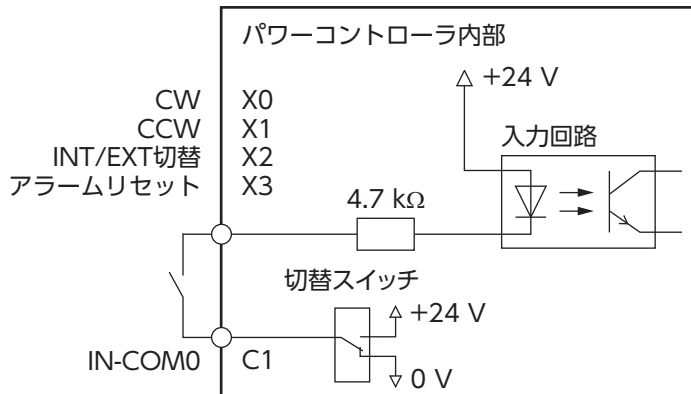 パワーコントローラ内部
+24 V
CW X0
CCW X1
INT/EXT切替 X2
アラームリセット X3
入力回路
4.7 kΩ
切替スイッチ
+24 V
IN-COM0 C1
0 V